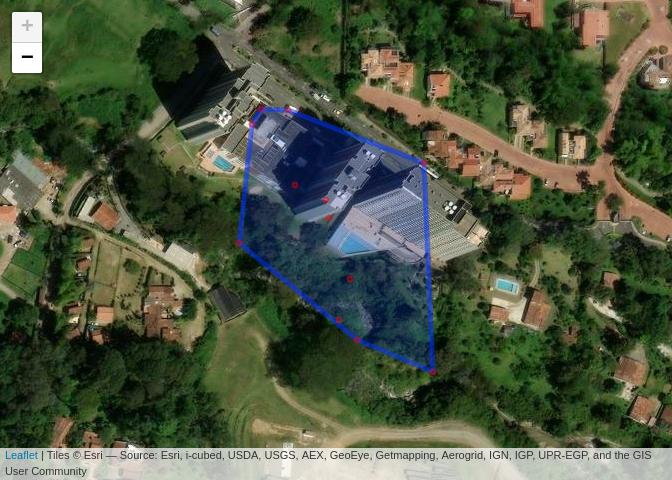 +
−
Leaflet | Tiles © Esri — Source: Esri, i-cubed, USDA, USGS, AEX, GeoEye, Getmapping, Aerogrid, IGN, IGP, UPR-EGP, and the GIS
User Community